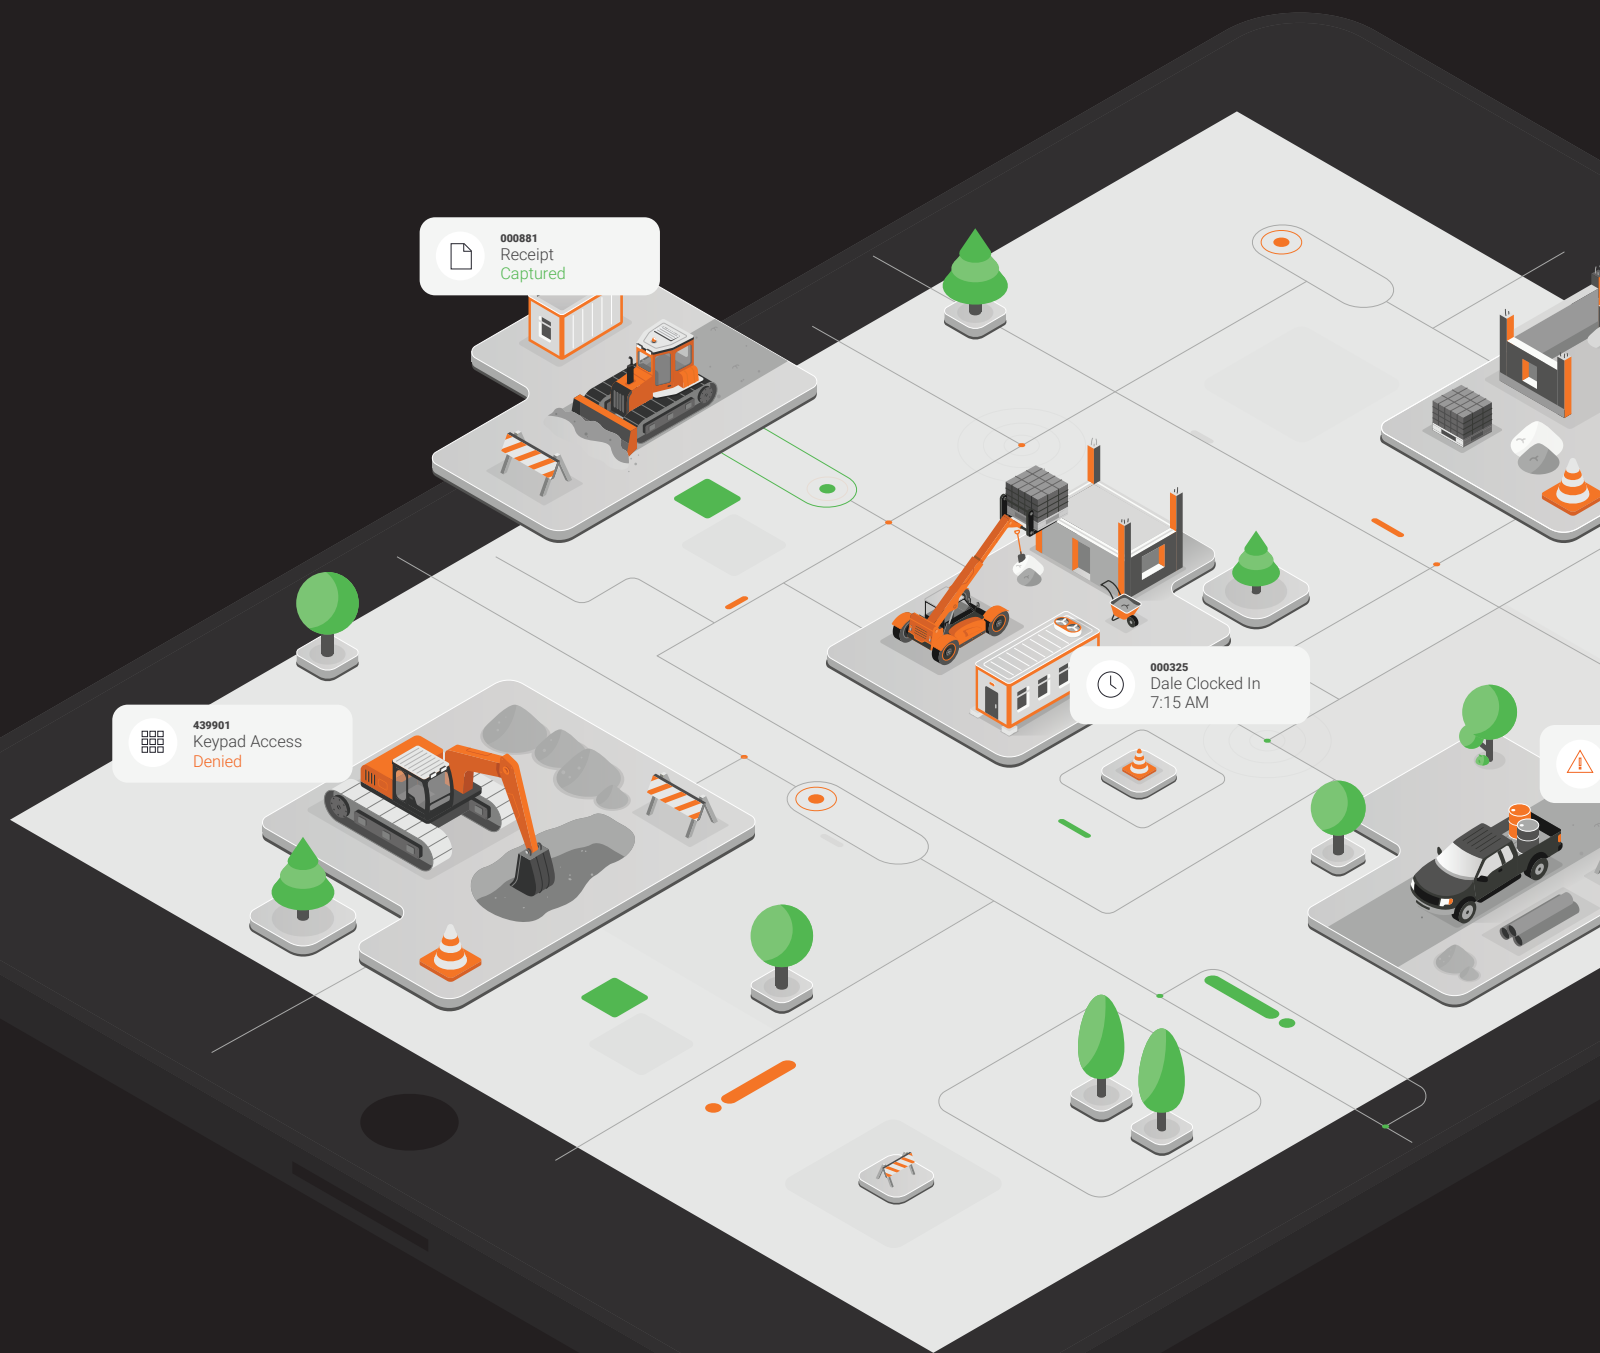 000881
Receipt
Captured
000325
Dale Clocked In
7:15 AM
439901
Keypad Access
Denied